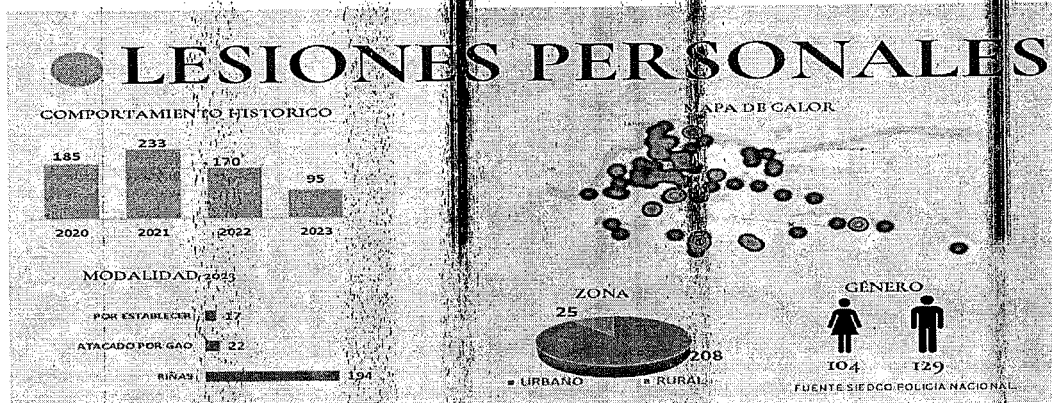 LESIONES PERSONALES
COMPORTAMIENTO HISTORICO
185
233
170
95
2020
2021
2022
2023
MAPA DE CALOR
MODALIDAD 2023
POR ESTABLECER 17
ATACADO POR GAO 22
RIÑAS 194
ZONA
25
208
URBANO
RURAL
GÉNERO
104
129
FUENTE SIEDCO POLICIA NACIONAL